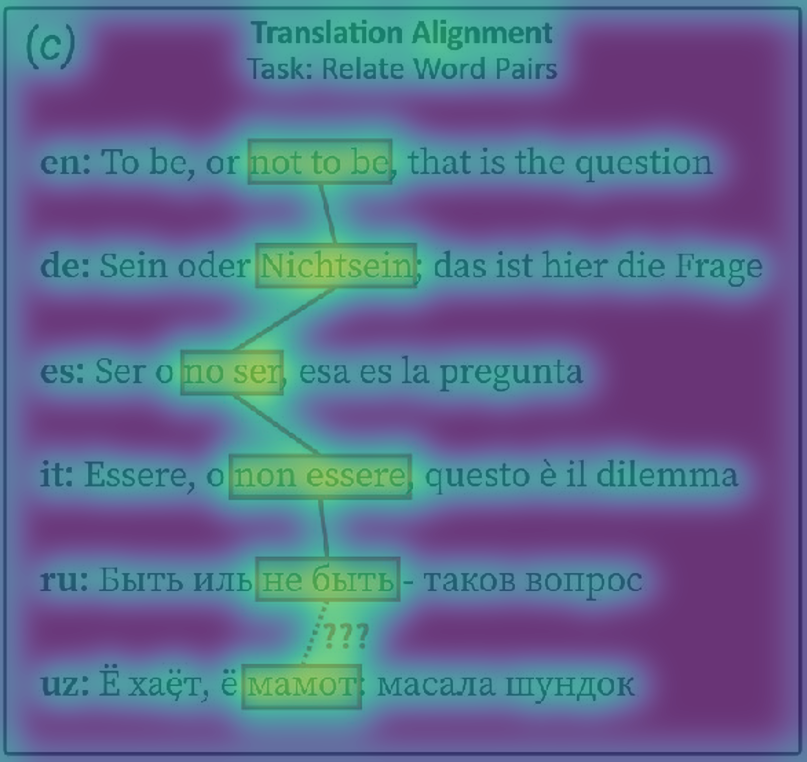 (c)
Translation Alignment
Task: Relate Word Pairs
en: To be, or not to be, that is the question
de: Sein oder Nichtsein; das ist hier die Frage
es: Ser o no ser, esa es la pregunta
it: Essere, o non essere, questo è il dilemma
ru: Быть иль не быть - таков вопрос
???
uz: Ё хаёт, ё мамот: масала шундок